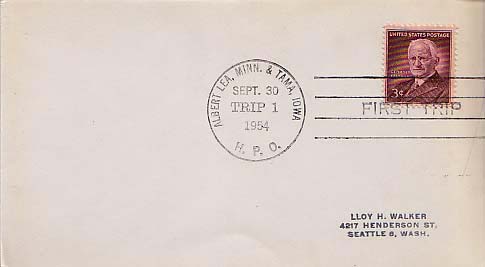 UNITED STATES POSTAGE
3¢
FIRST TRIP
ALBERT LEA, MINN. & TAMA, IOWA
SEPT. 30
TRIP 1
1954
H. P. O.
LLOY H. WALKER
4217 HENDERSON ST.
SEATTLE 6, WASH.